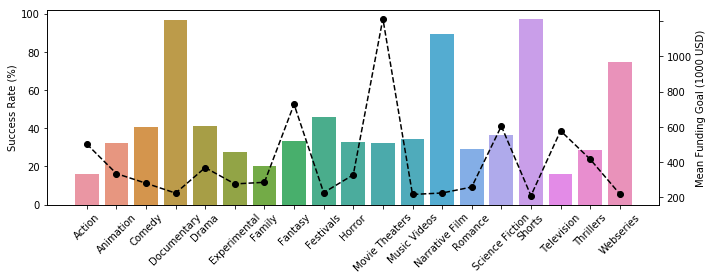 Success Rate (%)
100
80
60
40
20
0
1000
800
600
400
200
Mean Funding Goal (1000 USD)
Action
Animation
Comedy
Documentary
Drama
Experimental
Family
Fantasy
Festivals
Horror
Movie Theaters
Music Videos
Narrative Film
Romance
Science Fiction
Shorts
Television
Thrillers
Webseries